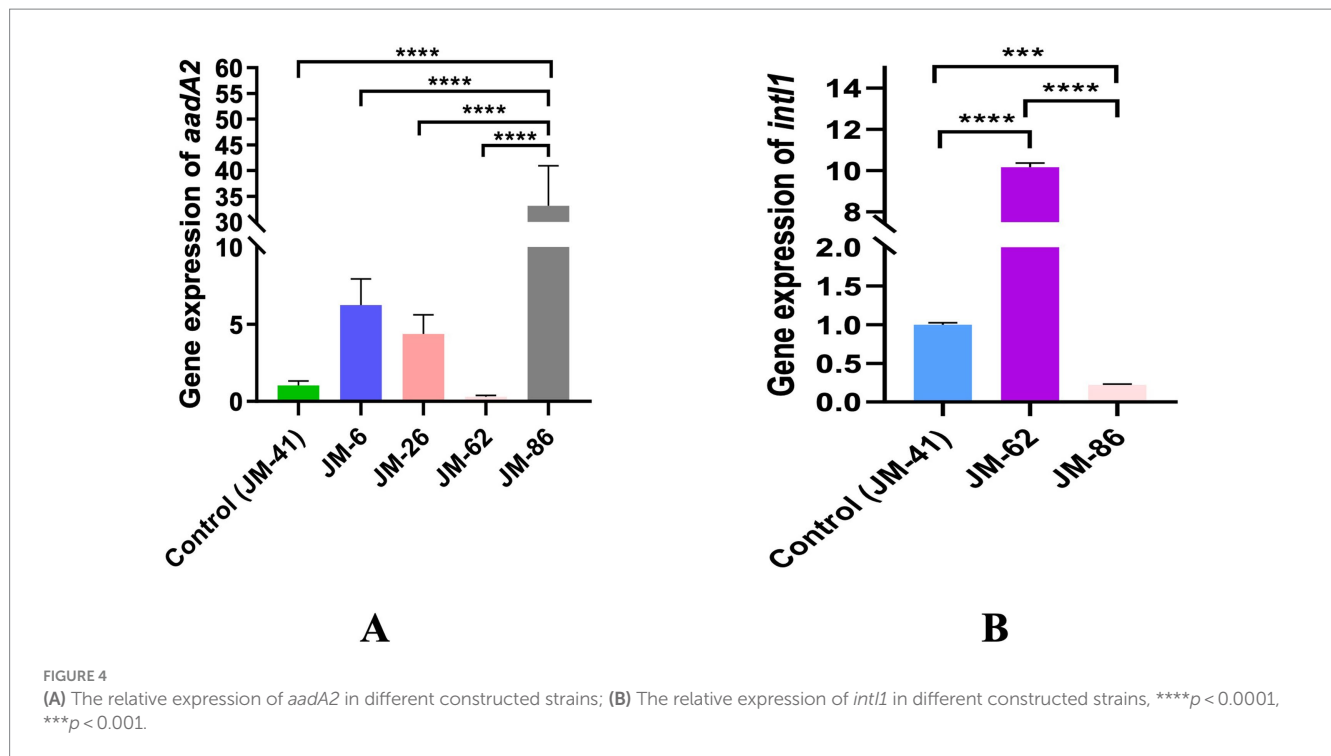 Gene expression of aadA2
60
55
50
45
40
35
30
10
5
0
****
****
****
****
Control (JM-41)
JM-6
JM-26
JM-62
JM-86
A
Gene expression of intI1
14
12
10
8
2.0
1.5
1.0
0.5
0.0
***
****
****
Control (JM-41)
JM-62
JM-86
B
FIGURE 4
(A) The relative expression of aadA2 in different constructed strains; (B) The relative expression of intI1 in different constructed strains, ****p < 0.0001,
***p < 0.001.